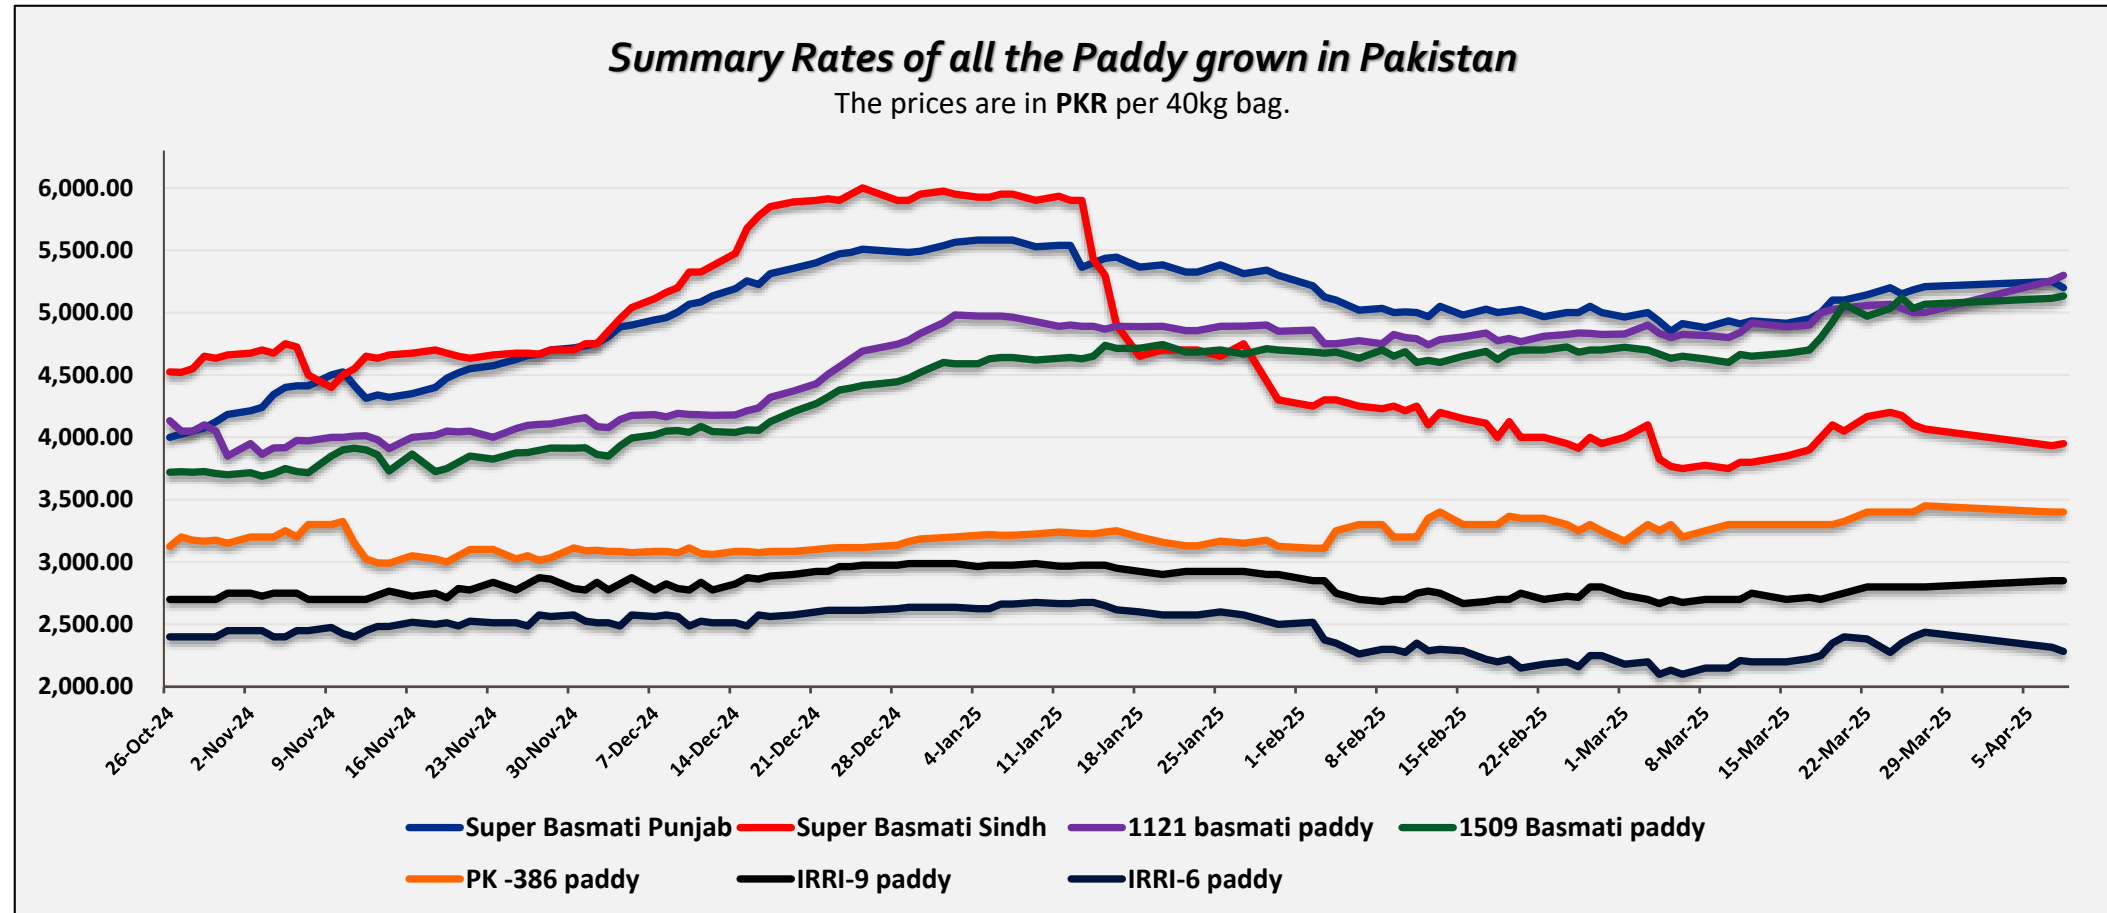 Summary Rates of all the Paddy grown in Pakistan
The prices are in PKR per 40kg bag.
6,000.00
5,500.00
5,000.00
4,500.00
4,000.00
3,500.00
3,000.00
2,500.00
2,000.00
26-Oct-24
2-Nov-24
9-Nov-24
16-Nov-24
23-Nov-24
30-Nov-24
7-Dec-24
14-Dec-24
21-Dec-24
28-Dec-24
4-Jan-25
11-Jan-25
18-Jan-25
25-Jan-25
1-Feb-25
8-Feb-25
15-Feb-25
22-Feb-25
1-Mar-25
8-Mar-25
15-Mar-25
22-Mar-25
29-Mar-25
5-Apr-25
Super Basmati Punjab Super Basmati Sindh 1121 basmati paddy 1509 Basmati paddy
PK -386 paddy IRRI-9 paddy IRRI-6 paddy